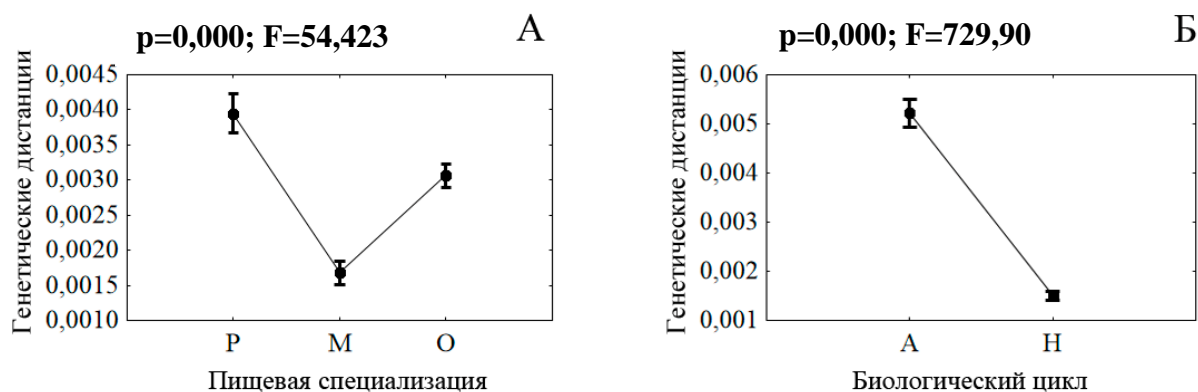 p=0,000; F=54,423
А
Генетические дистанции
0,0045
0,0040
0,0035
0,0030
0,0025
0,0020
0,0015
0,0010
Р
М
О
Пищевая специализация
p=0,000; F=729,90
Б
Генетические дистанции
0,006
0,005
0,004
0,003
0,002
0,001
А
Н
Биологический цикл